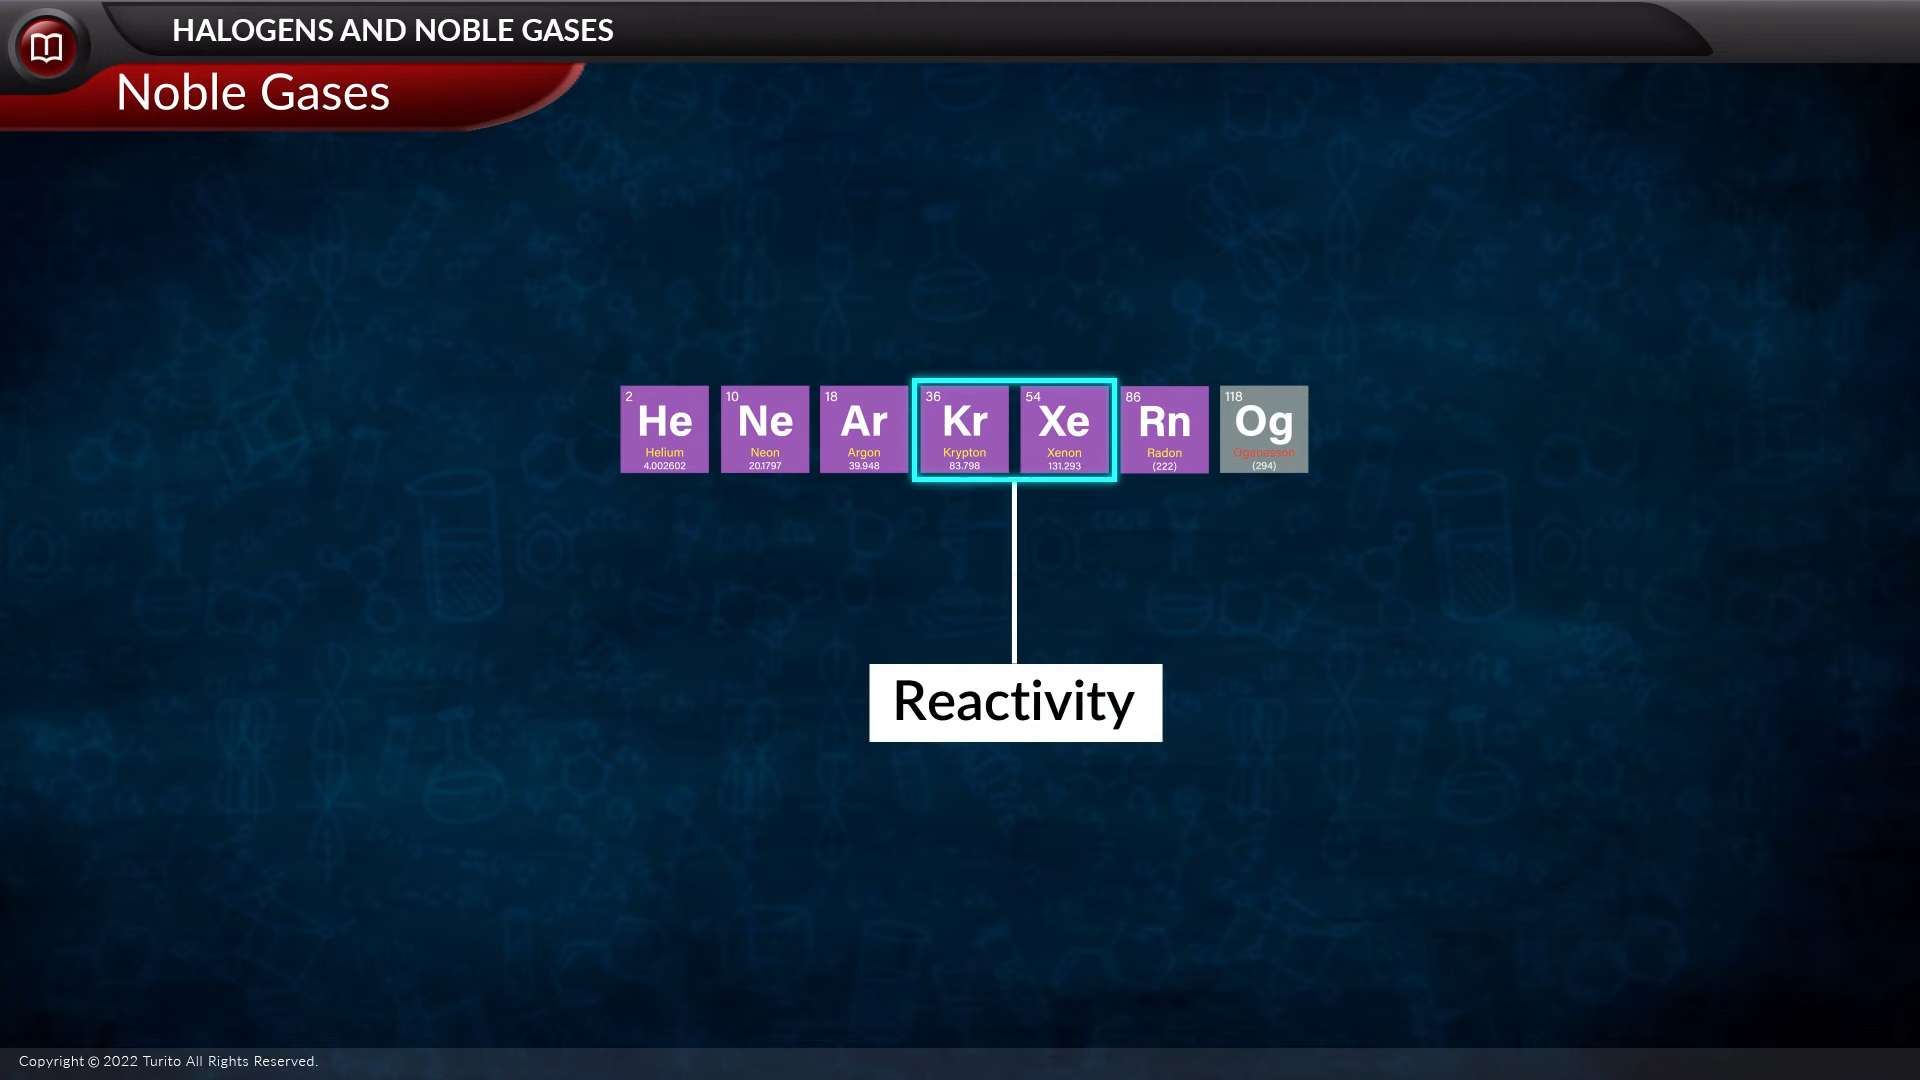 HALOGENS AND NOBLE GASES
Noble Gases
2 10 18 36 54 86 118
He Ne Ar Kr Xe Rn Og
Helium Neon Argon Krypton Xenon Radon Oganesson
4.002602 20.1797 39.948 83.798 131.293 (222) (294)
Reactivity
Copyright © 2022 Turito All Rights Reserved.